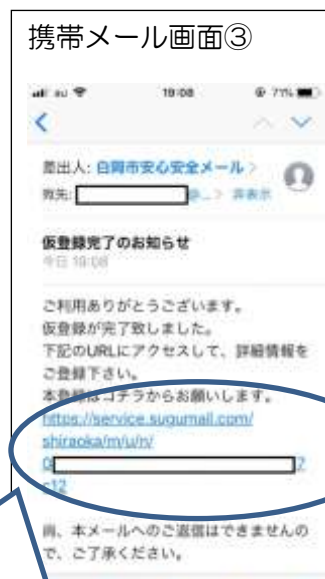 携帯メール画面③
au 19:08 71%
差出人: 白岡市安心安全メール
宛先: 非表示
仮登録完了のお知らせ
今日 19:08
ご利用ありがとうございます。
仮登録が完了致しました。
下記のURLにアクセスして、詳細情報を
ご登録下さい。
本登録はコチラからお願いします。
https://service.sugumail.com/
shiraoka/m/u/n/
c12
尚、本メールへのご返信はできませんの
で、ご了承ください。